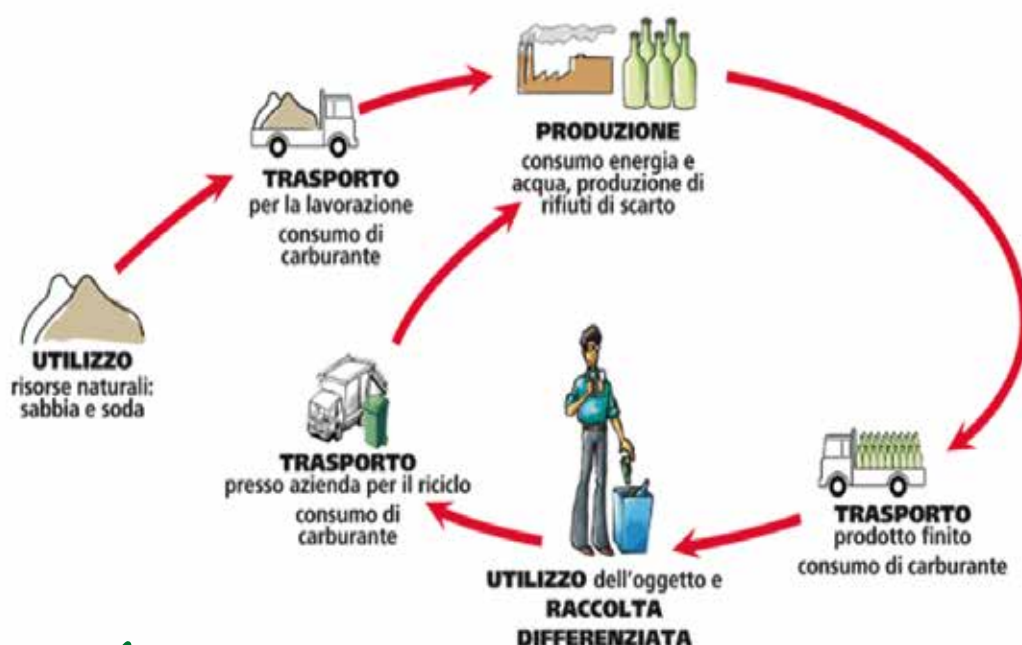 UTILIZZO
risorse naturali:
sabbia e soda
TRASPORTO
per la lavorazione
consumo di
carburante
PRODUZIONE
consumo energia e
acqua, produzione di
rifiuti di scarto
TRASPORTO
prodotto finito
consumo di carburante
UTILIZZO dell'oggetto e
RACCOLTA
DIFFERENZIATA
TRASPORTO
presso azienda per il riciclo
consumo di
carburante